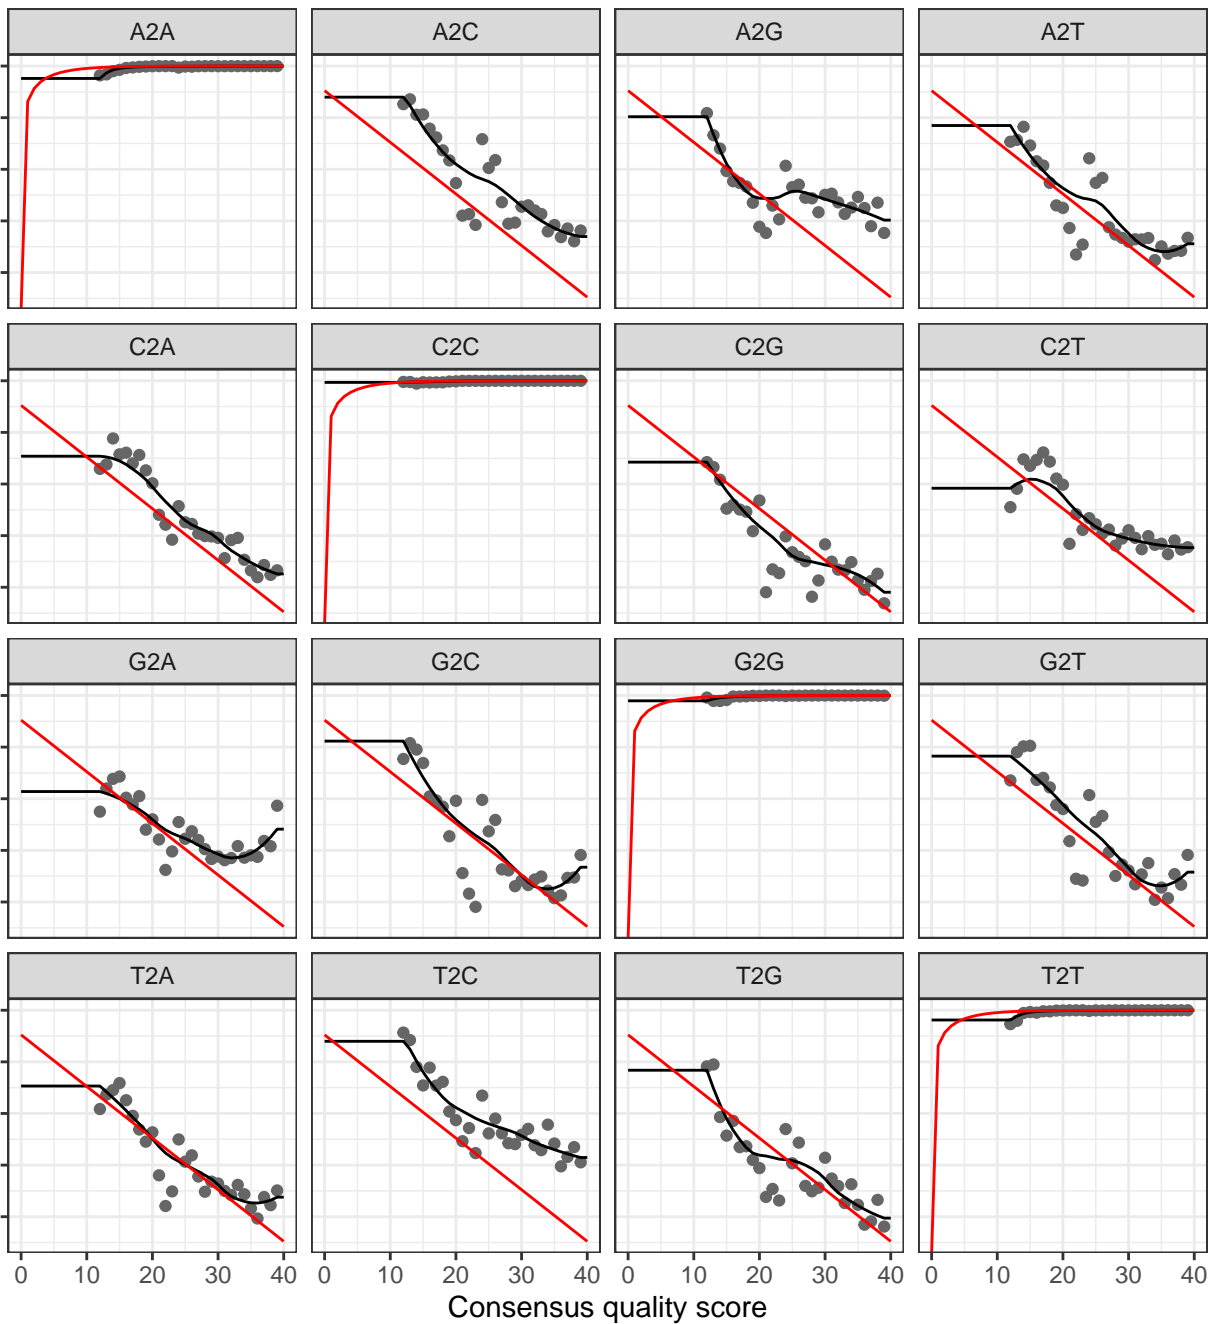 A2A A2C A2G A2T
C2A C2C C2G C2T
G2A G2C G2G G2T
T2A T2C T2G T2T
0 10 20 30 40 0 10 20 30 40 0 10 20 30 40 0 10 20 30 40
Consensus quality score